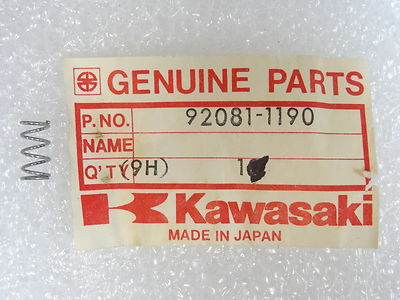 GENUINE PARTS
P.NO. 92081-1190
NAME
Q'TY (9H) 1
Kawasaki
MADE IN JAPAN